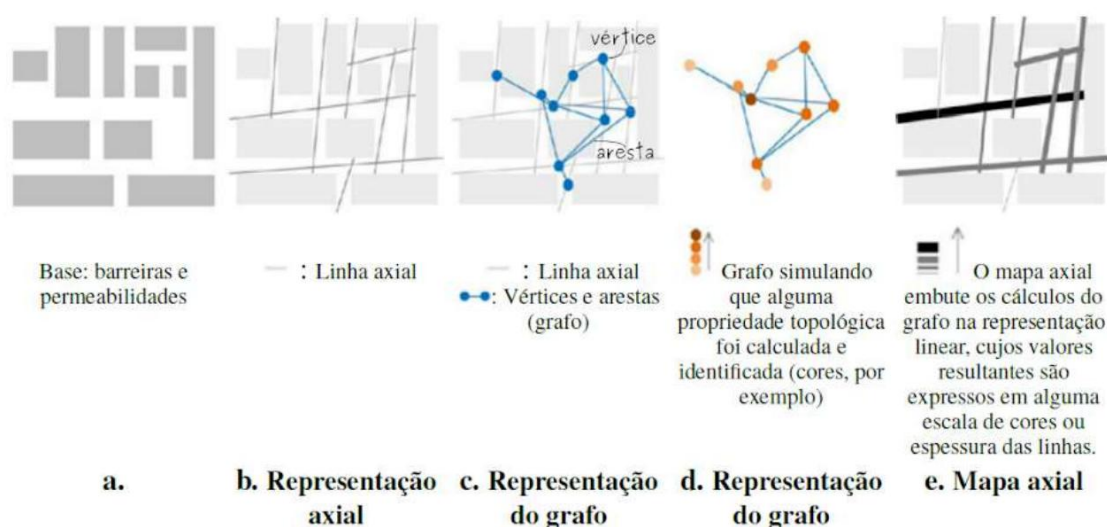 vértice
aresta
Base: barreiras e
permeabilidades
: Linha axial
: Linha axial
: Vértices e arestas
(grafo)
Grafo simulando
que alguma
propriedade topológica
foi calculada e
identificada (cores, por
exemplo)
O mapa axial
embute os cálculos do
grafo na representação
linear, cujos valores
resultantes são
expressos em alguma
escala de cores ou
espessura das linhas.
a.
b. Representação
axial
c. Representação
do grafo
d. Representação
do grafo
e. Mapa axial